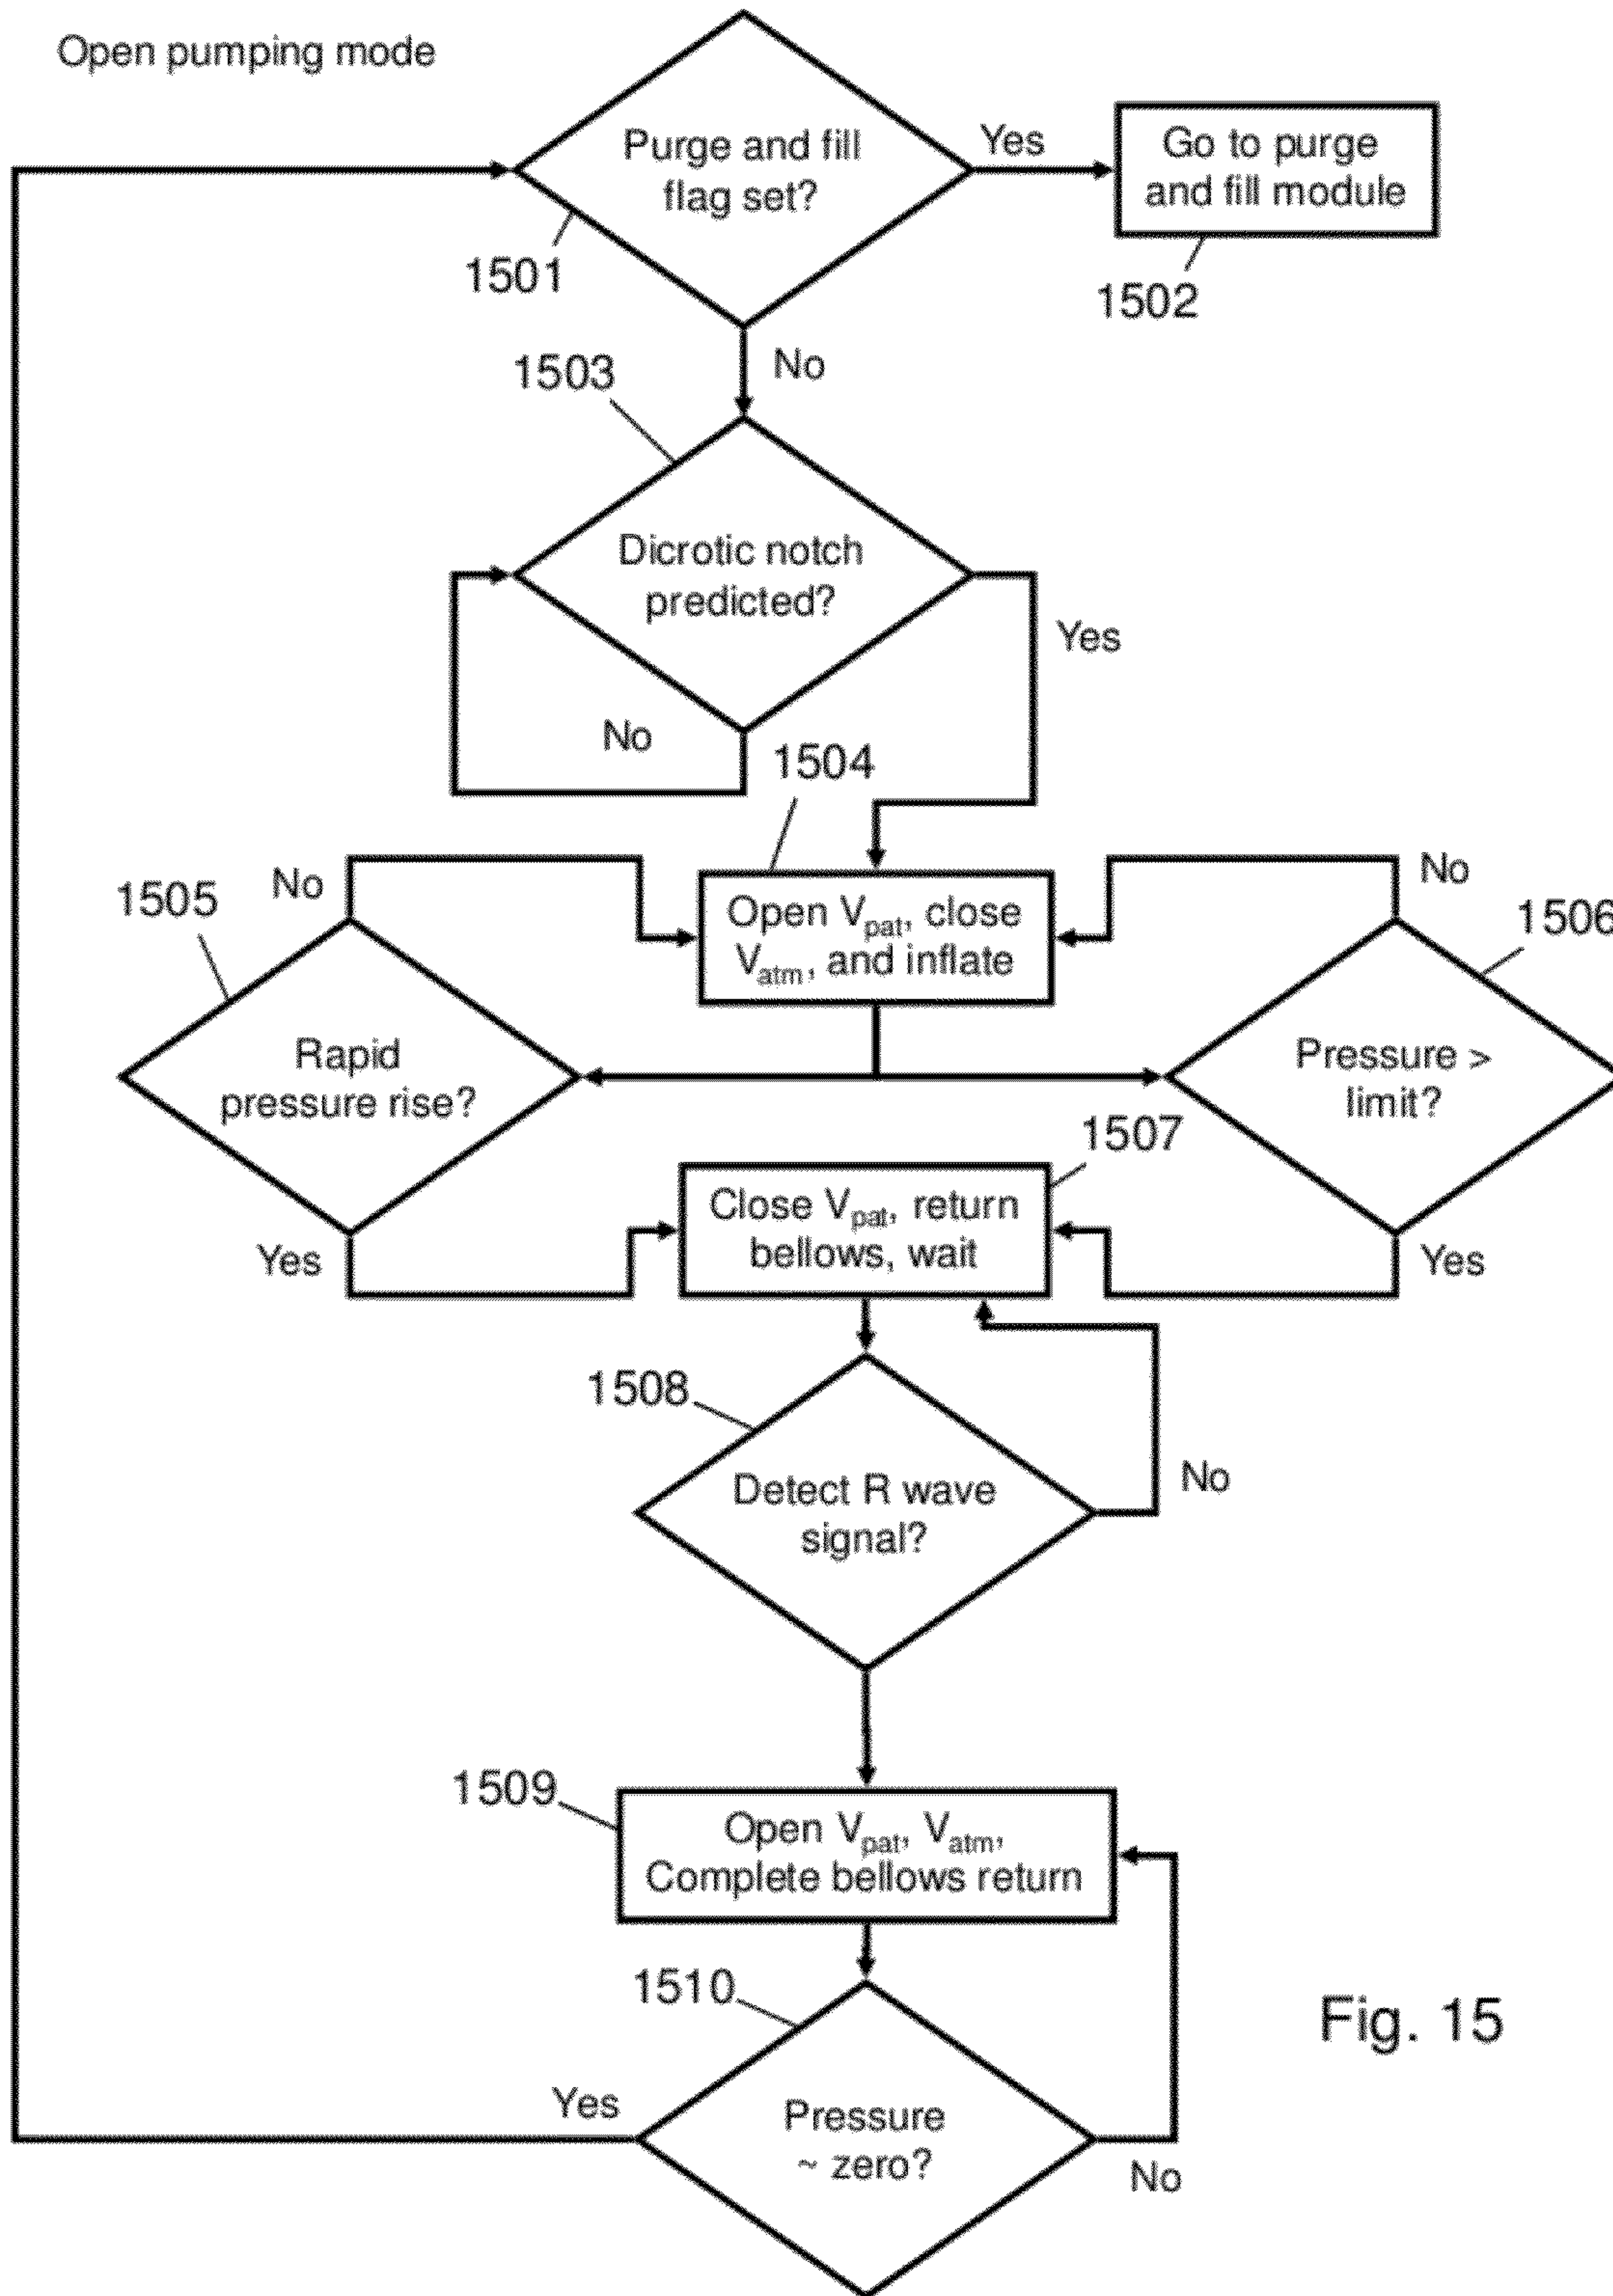 Open pumping mode
Purge and fill
flag set?
Yes
Go to purge
and fill module
1501
1502
No
1503
Dicrotic notch
predicted?
Yes
No
1504
No
1505
Open Vpat, close
Vatm, and inflate
No
1506
Rapid
pressure rise?
Pressure >
limit?
1507
Close Vpat, return
bellows, wait
Yes
Yes
1508
Detect R wave
signal?
No
1509
Open Vpat, Vatm,
Complete bellows return
1510
Fig. 15
Yes
Pressure
~ zero?
No